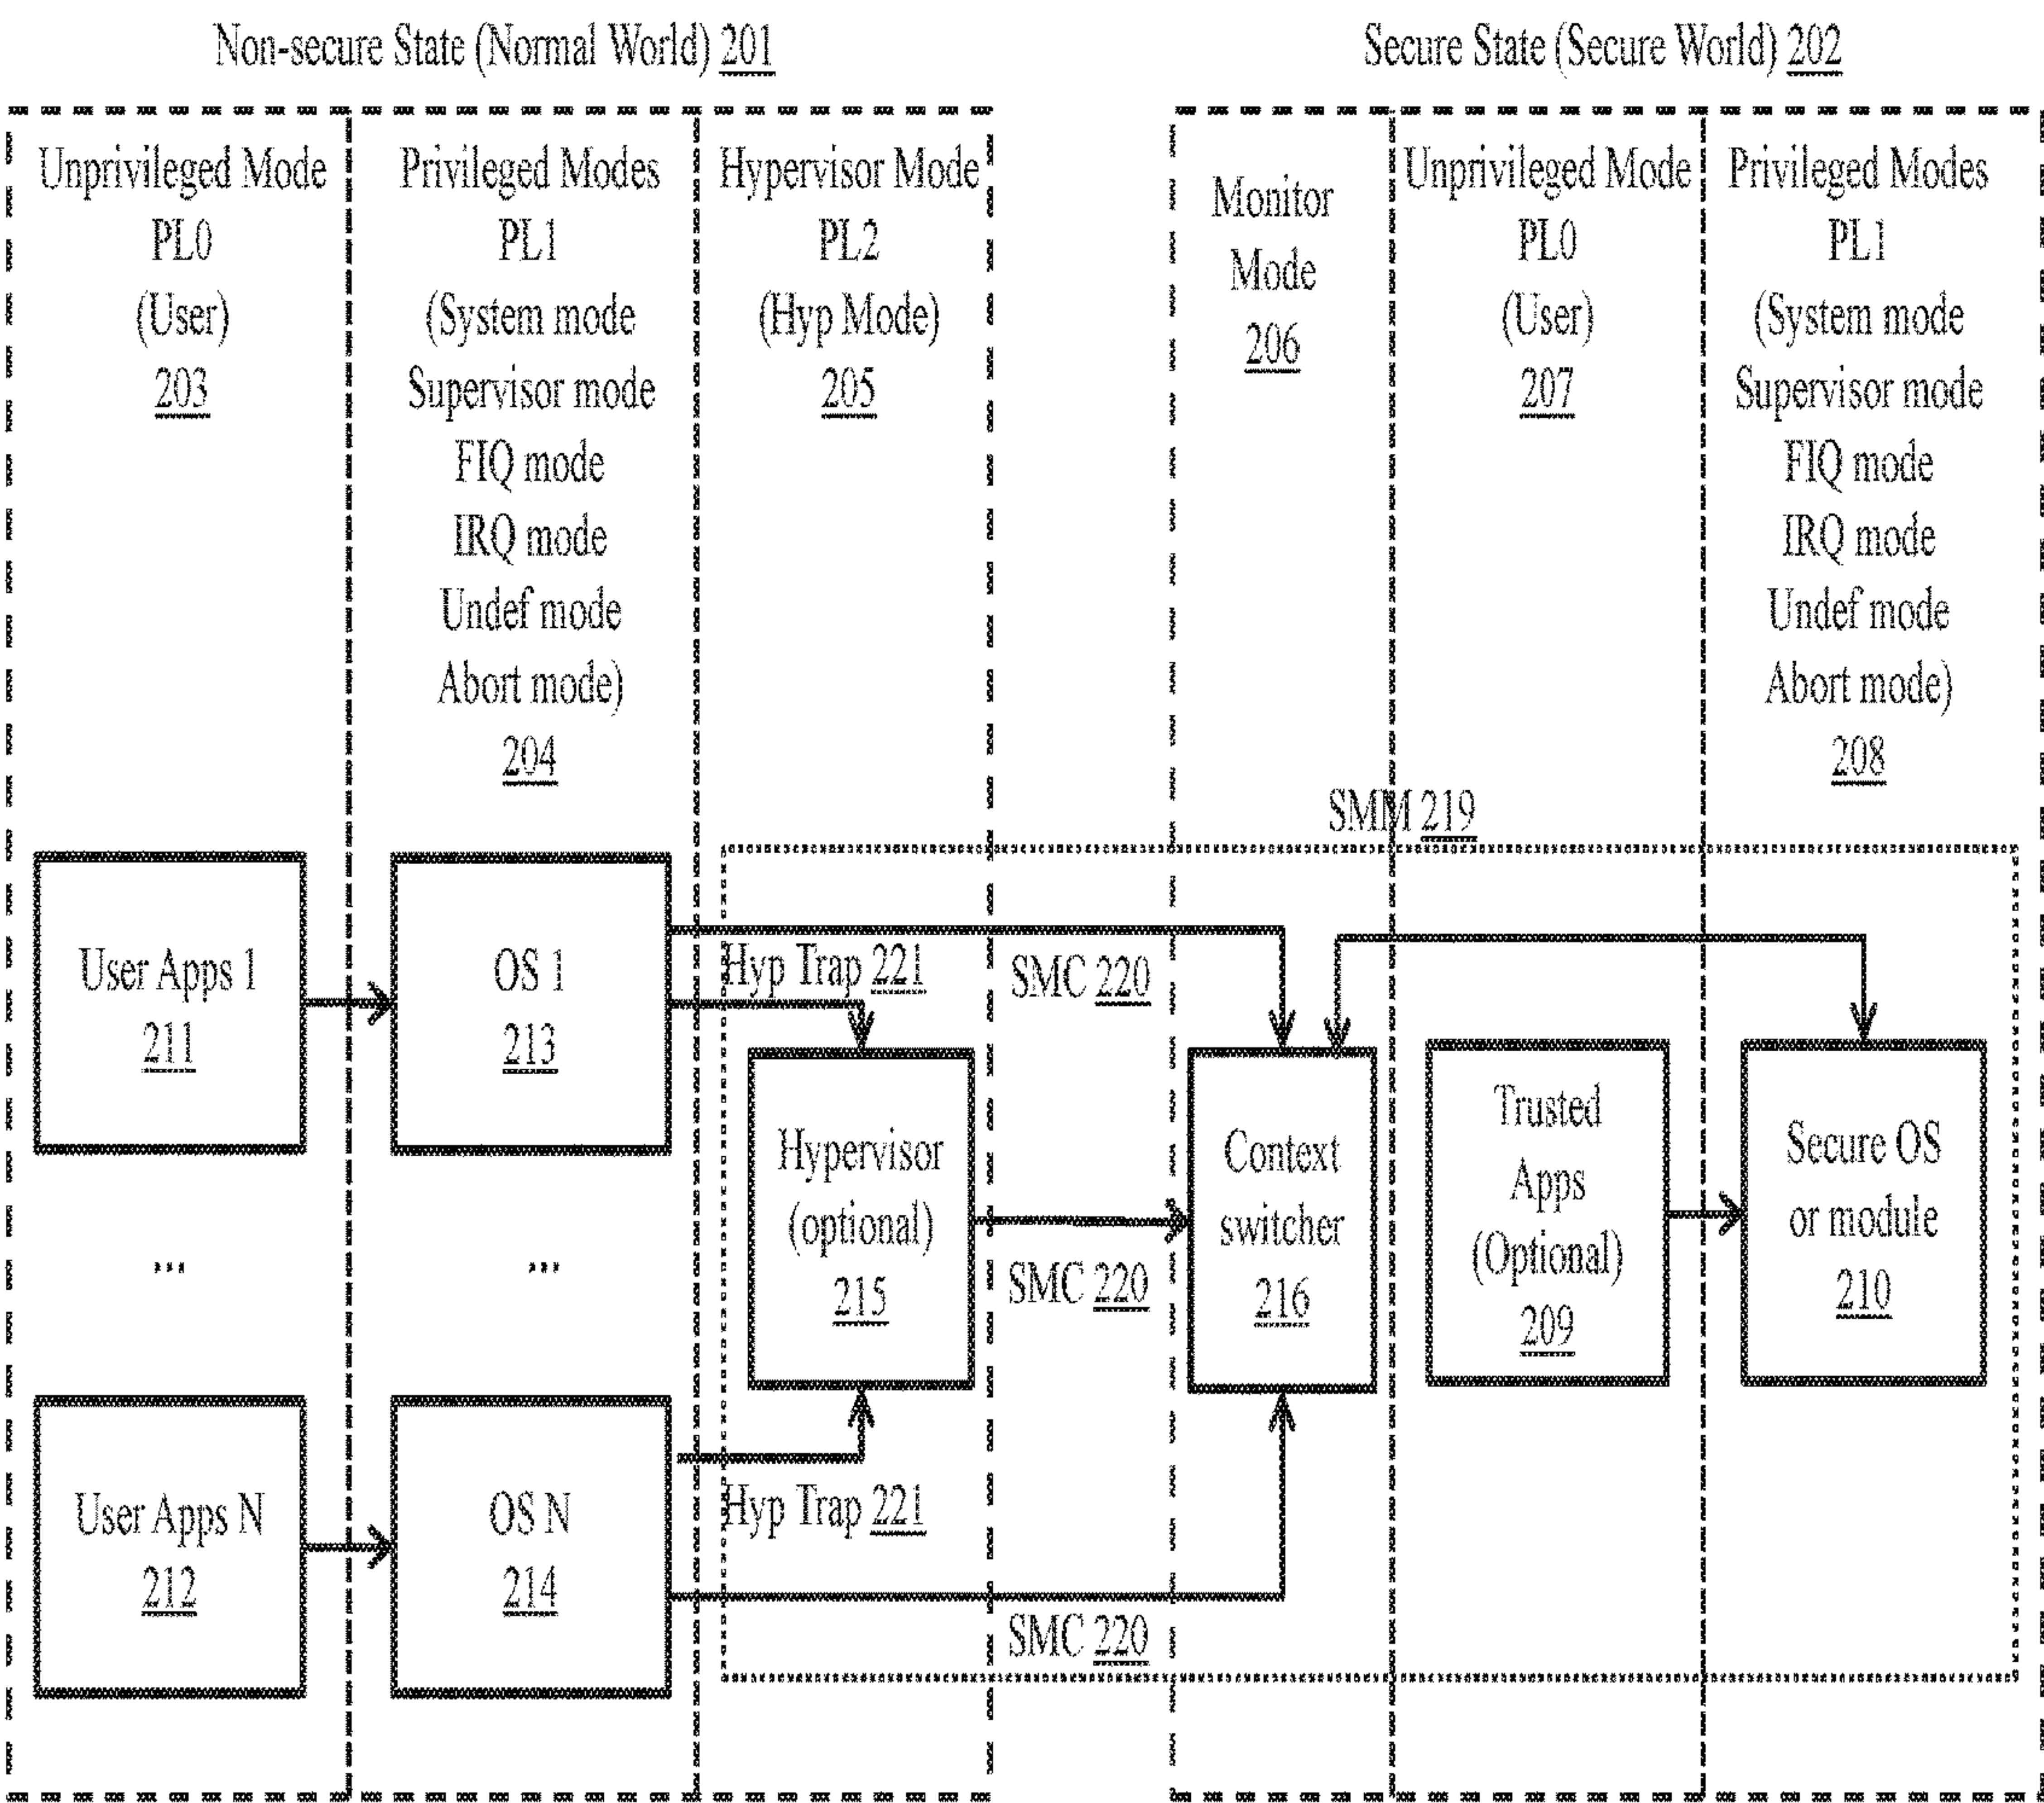 Non-secure State (Normal World) 201
Secure State (Secure World) 202
Unprivileged Mode
PL0
(User)
203
Privileged Modes
PL1
(System mode
Supervisor mode
FIQ mode
IRQ mode
Undef mode
Abort mode)
204
Hypervisor Mode
PL2
(Hyp Mode)
205
Monitor
Mode
206
Unprivileged Mode
PL0
(User)
207
Privileged Modes
PL1
(System mode
Supervisor mode
FIQ mode
IRQ mode
Undef mode
Abort mode)
208
SMM 219
User Apps 1
211
OS 1
213
Hyp Trap 221
SMC 220
Hypervisor
(optional)
215
SMC 220
Context
switcher
216
Trusted
Apps
(Optional)
209
Secure OS
or module
210
...
...
User Apps N
212
OS N
214
Hyp Trap 221
SMC 220